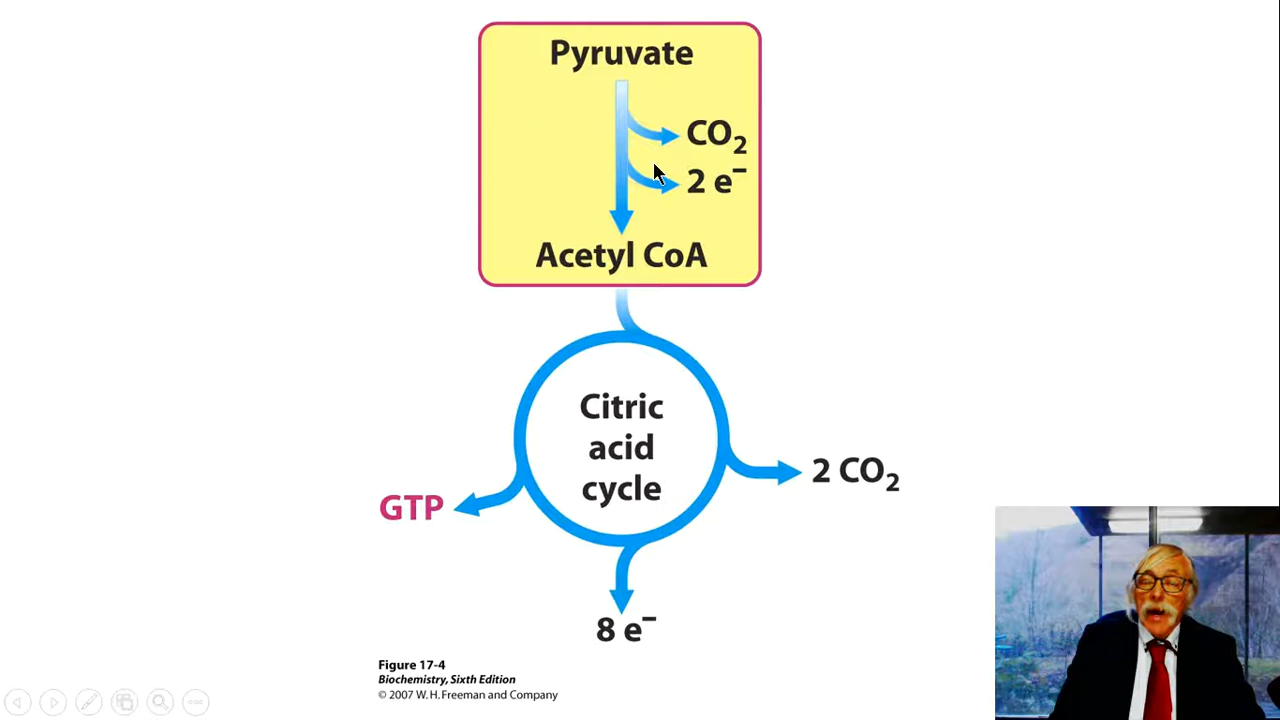 Pyruvate
CO₂
2 e⁻
Acetyl CoA
Citric
acid
cycle
2 CO₂
GTP
8 e⁻
Figure 17-4
Biochemistry, Sixth Edition
© 2007 W. H. Freeman and Company